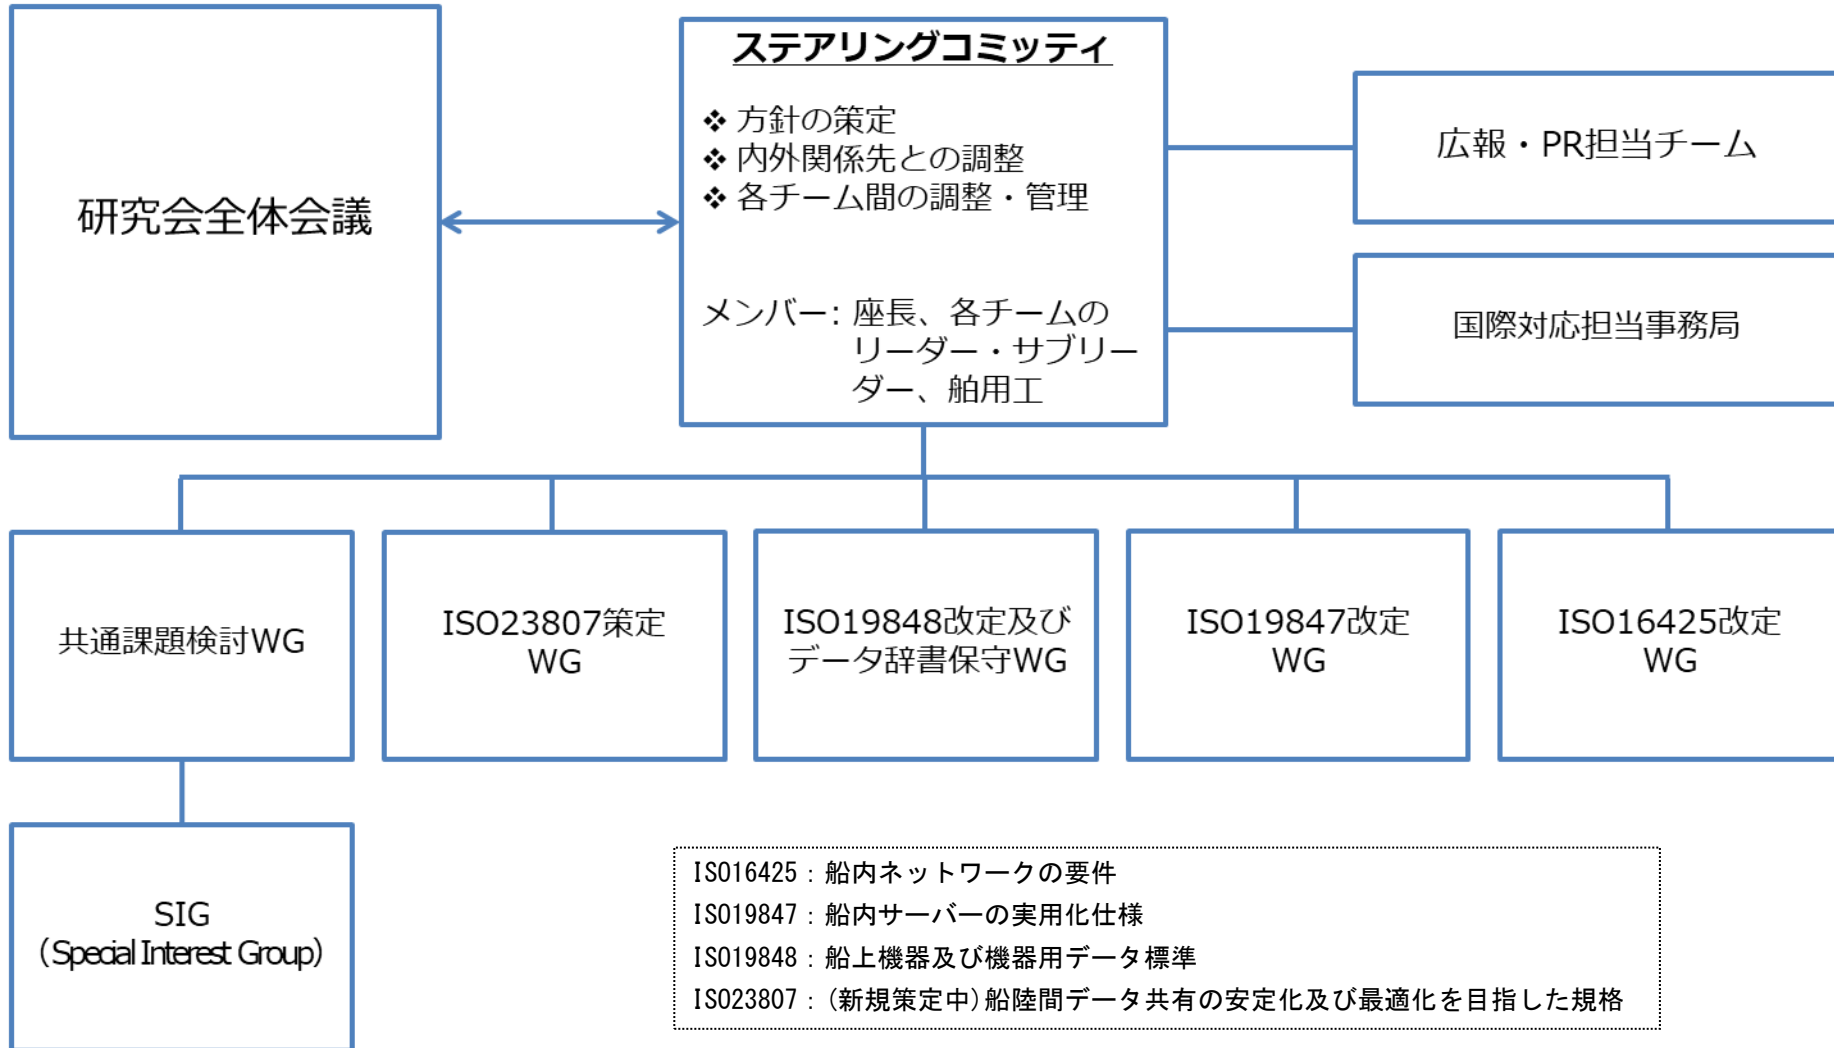 研究会全体会議
ステアリングコミッティ
❖ 方針の策定
❖ 内外関係先との調整
❖ 各チーム間の調整・管理
メンバー: 座長、各チームの
リーダー・サブリー
ダー、舶用工
広報・PR担当チーム
国際対応担当事務局
共通課題検討WG
ISO23807策定
WG
ISO19848改定及び
データ辞書保守WG
ISO19847改定
WG
ISO16425改定
WG
SIG
（Special Interest Group）
ISO16425：船内ネットワークの要件
ISO19847：船内サーバーの実用化仕様
ISO19848：船上機器及び機器用データ標準
ISO23807：(新規策定中)船陸間データ共有の安定化及び最適化を目指した規格